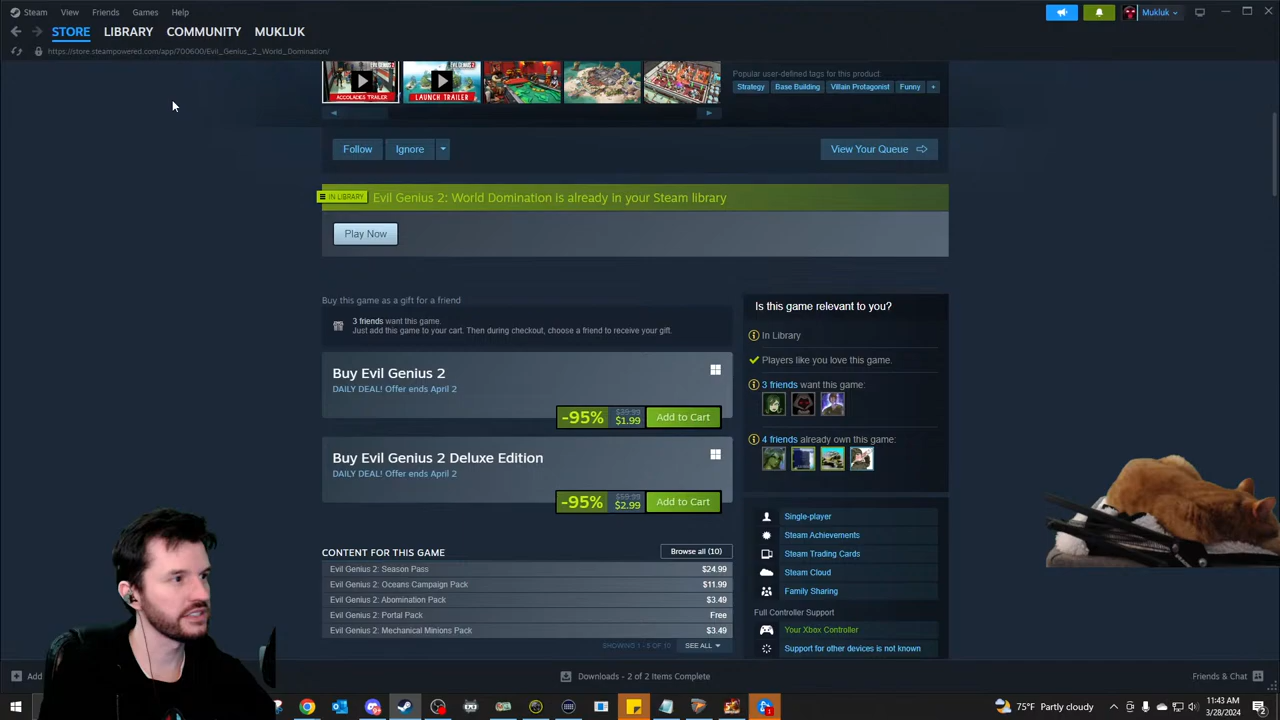 Steam View Friends Games Help
Mukluk
STORE LIBRARY COMMUNITY MUKLUK
https://store.steampowered.com/app/700600/Evil_Genius_2_World_Domination/
ACCOLADES TRAILER
LAUNCH TRAILER
Popular user-defined tags for this product:
Strategy Base Building Villain Protagonist Funny +
Follow Ignore View Your Queue
IN LIBRARY Evil Genius 2: World Domination is already in your Steam library
Play Now
Buy this game as a gift for a friend
3 friends want this game.
Just add this game to your cart. Then during checkout, choose a friend to receive your gift.
Buy Evil Genius 2
DAILY DEAL! Offer ends April 2
-95% $39.99 $1.99 Add to Cart
Buy Evil Genius 2 Deluxe Edition
DAILY DEAL! Offer ends April 2
-95% $59.99 $2.99 Add to Cart
CONTENT FOR THIS GAME Browse all (10)
Evil Genius 2: Season Pass $24.99
Evil Genius 2: Oceans Campaign Pack $11.99
Evil Genius 2: Abomination Pack $3.49
Evil Genius 2: Portal Pack Free
Evil Genius 2: Mechanical Minions Pack $3.49
SHOWING 1 - 5 OF 10 SEE ALL
Is this game relevant to you?
In Library
Players like you love this game.
3 friends want this game:
4 friends already own this game:
Single-player
Steam Achievements
Steam Trading Cards
Steam Cloud
Family Sharing
Full Controller Support
Your Xbox Controller
Support for other devices is not known
Add
Downloads - 2 of 2 Items Complete
Friends & Chat
75°F Partly cloudy
11:43 AM
3/28/2024